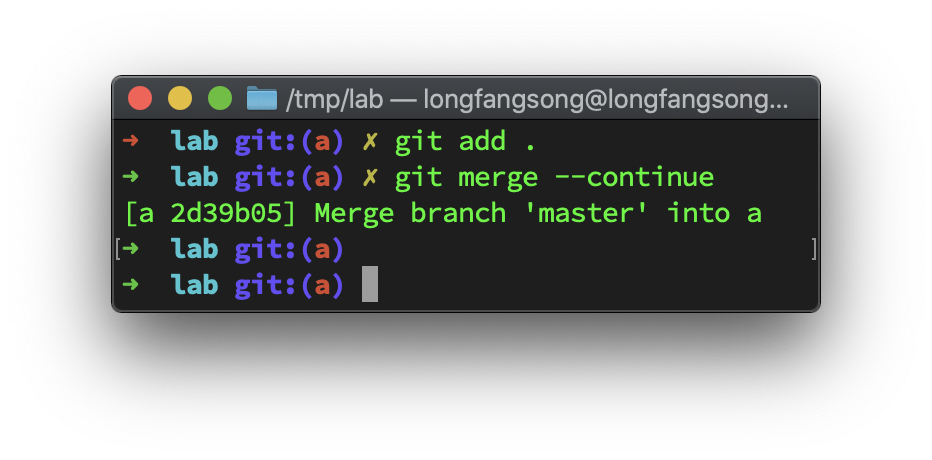 /tmp/lab — longfangsong@longfangsong...
➜ lab git:(a) ✗ git add .
➜ lab git:(a) ✗ git merge --continue
[a 2d39b05] Merge branch 'master' into a
[➜ lab git:(a) ]
➜ lab git:(a)